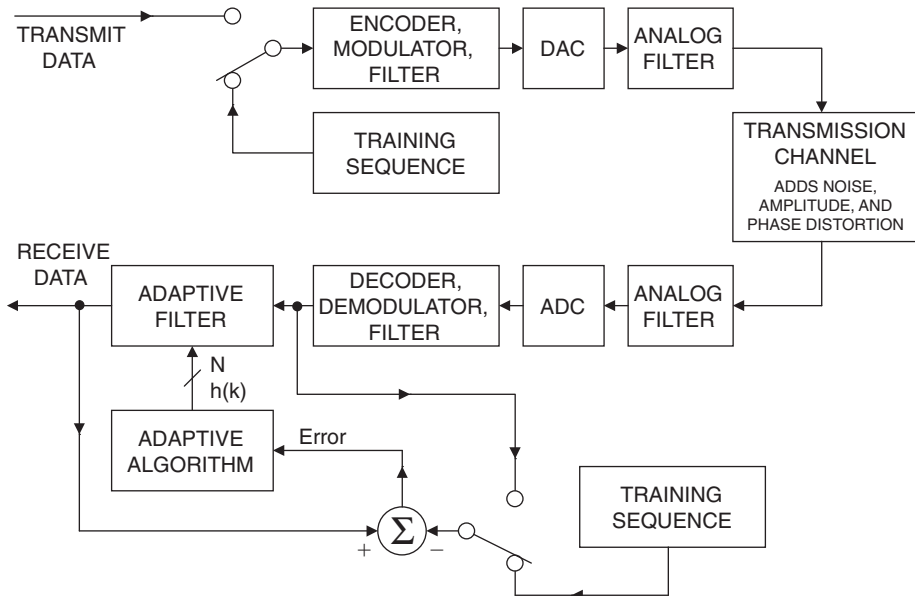 TRANSMIT
DATA
ENCODER,
MODULATOR,
FILTER
DAC
ANALOG
FILTER
TRAINING
SEQUENCE
TRANSMISSION
CHANNEL
ADDS NOISE,
AMPLITUDE, AND
PHASE DISTORTION
RECEIVE
DATA
ADAPTIVE
FILTER
DECODER,
DEMODULATOR,
FILTER
ADC
ANALOG
FILTER
N
h(k)
ADAPTIVE
ALGORITHM
Error
Σ
+
−
TRAINING
SEQUENCE